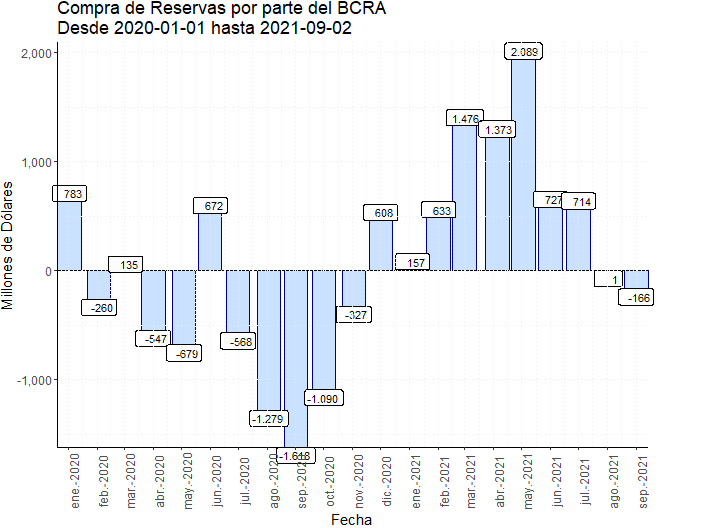 Compra de Reservas por parte del BCRA
Desde 2020-01-01 hasta 2021-09-02
Millones de Dólares
2,000
1,000
0
-1,000
783
-260
135
-547
-679
672
-568
-1.279
-1.618
-1.090
-327
608
157
633
1.476
1.373
2.089
727
714
1
-166
ene.-2020
feb.-2020
mar.-2020
abr.-2020
may.-2020
jun.-2020
jul.-2020
ago.-2020
sep.-2020
oct.-2020
nov.-2020
dic.-2020
ene.-2021
feb.-2021
mar.-2021
abr.-2021
may.-2021
jun.-2021
jul.-2021
ago.-2021
sep.-2021
Fecha